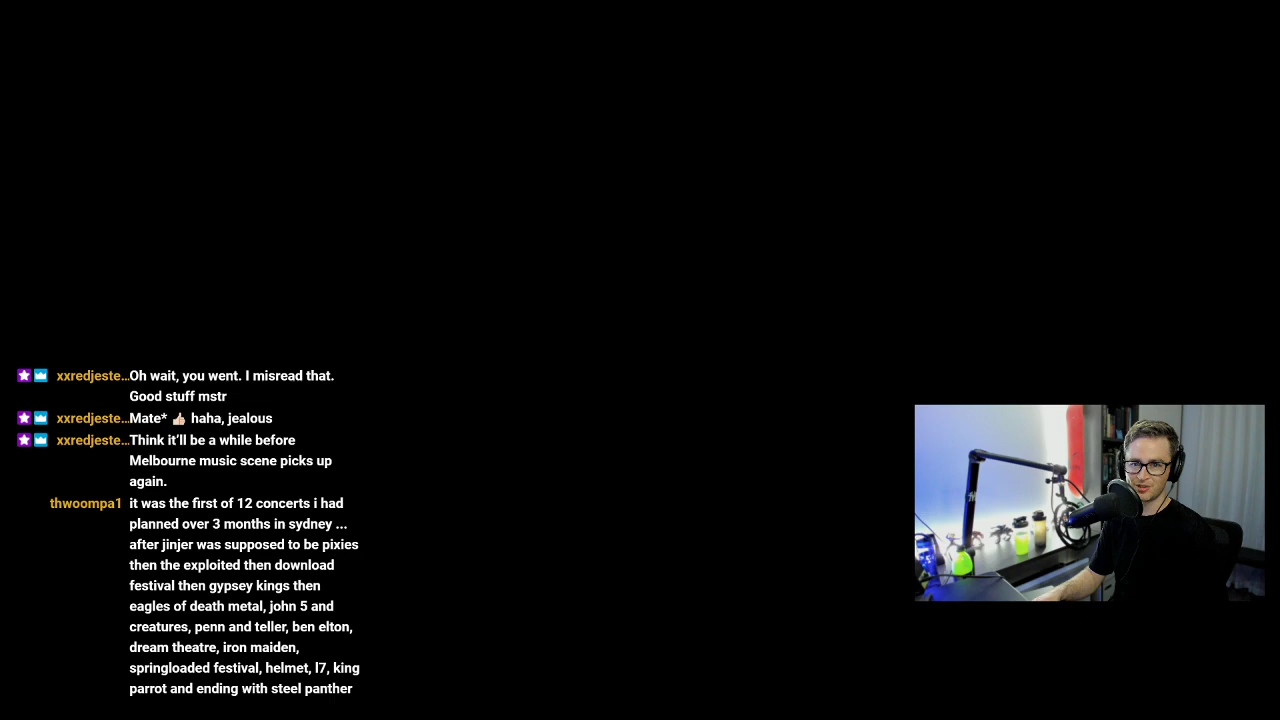 xxredjeste…Oh wait, you went. I misread that.
Good stuff mstr
xxredjeste…Mate* 👍🏻 haha, jealous
xxredjeste…Think it'll be a while before
Melbourne music scene picks up
again.
thwoompa1 it was the first of 12 concerts i had
planned over 3 months in sydney ...
after jinjer was supposed to be pixies
then the exploited then download
festival then gypsey kings then
eagles of death metal, john 5 and
creatures, penn and teller, ben elton,
dream theatre, iron maiden,
springloaded festival, helmet, l7, king
parrot and ending with steel panther